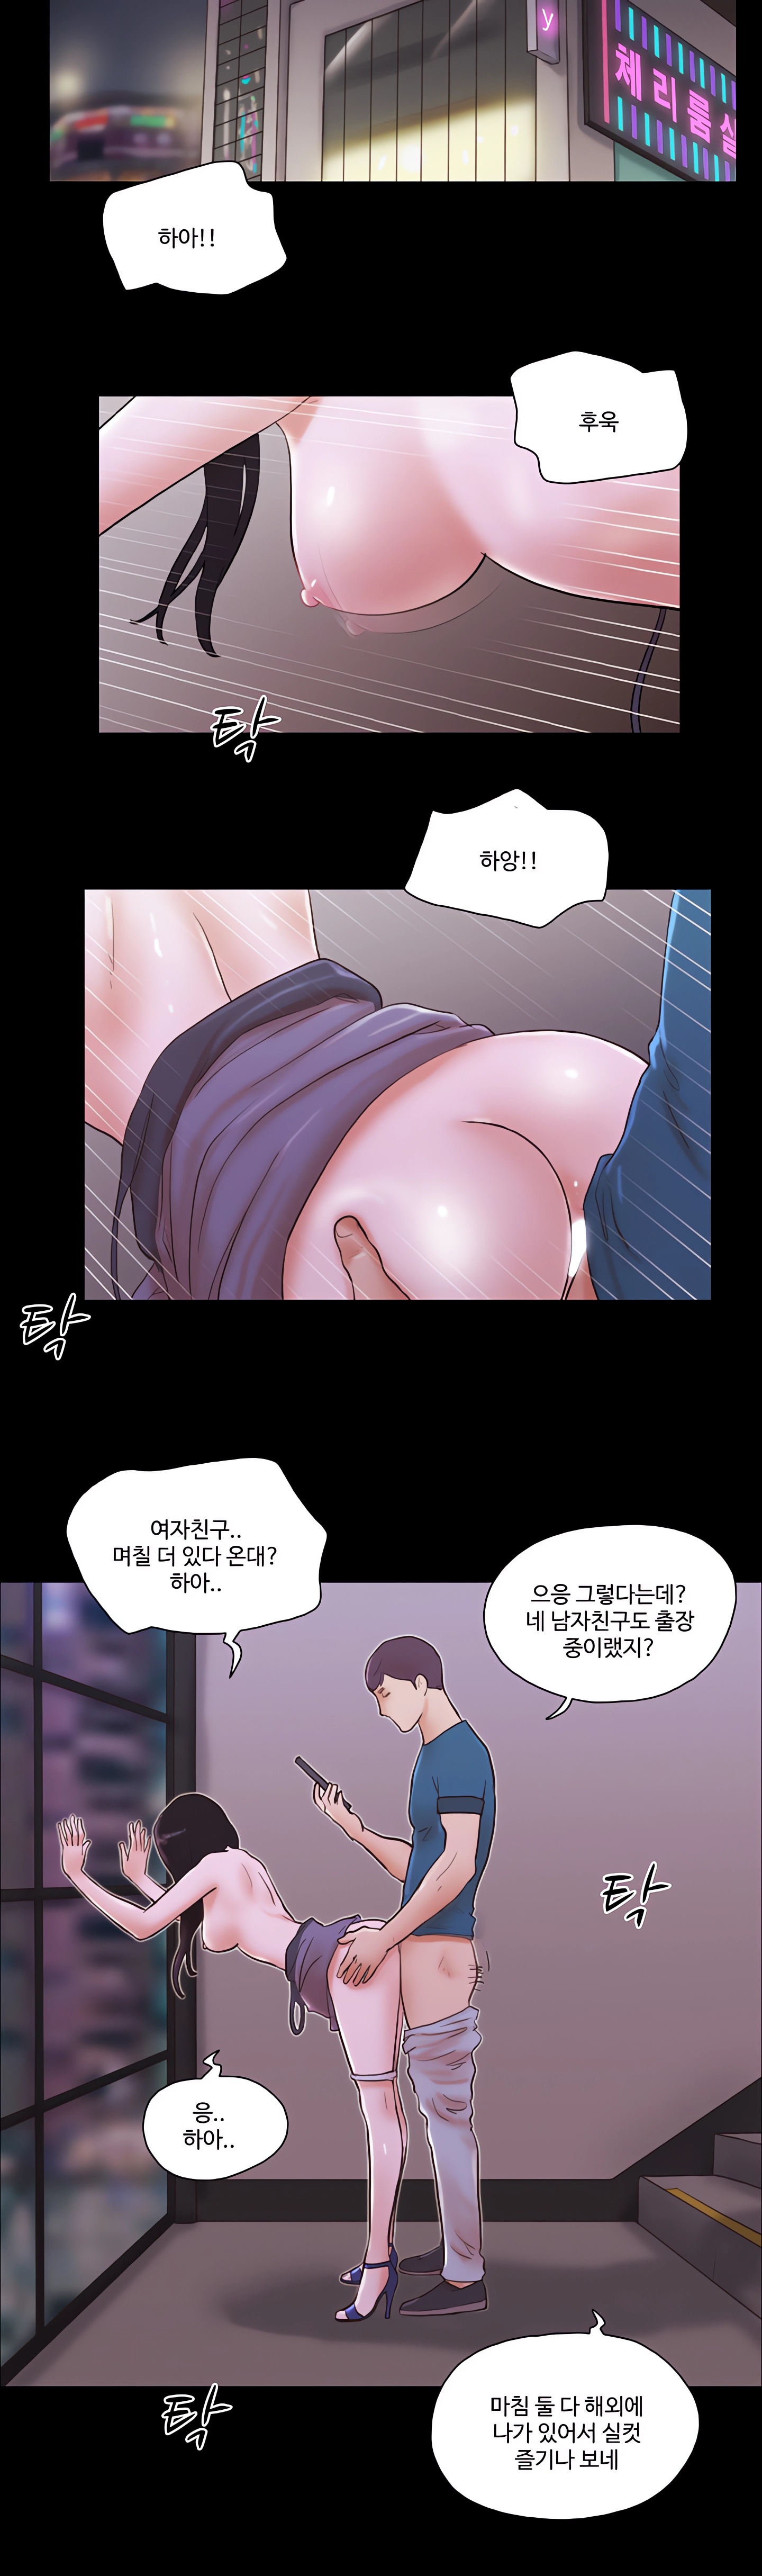 y
체리룸살
하아!!
후욱
탁
하앙!!
탁
여자친구..
며칠 더 있다 온대?
하아..
으응 그렇다는데?
네 남자친구도 출장
중이랬지?
탁
응..
하아..
마침 둘 다 해외에
나가 있어서 실컷
즐기나 보네
탁